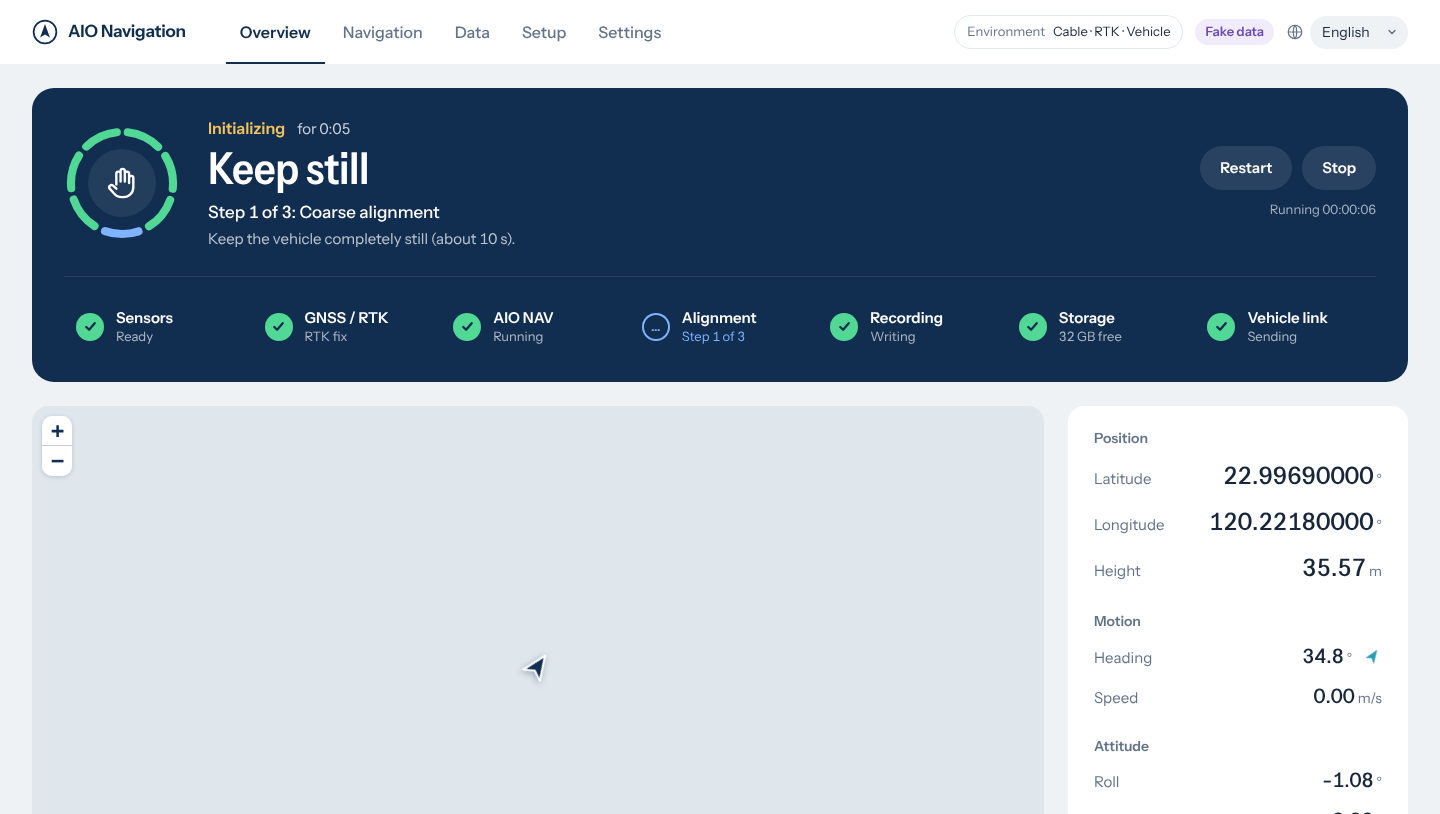 AIO Navigation
Overview
Navigation
Data
Setup
Settings
Environment Cable · RTK · Vehicle
Fake data
English
Initializing for 0:05
Keep still
Step 1 of 3: Coarse alignment
Keep the vehicle completely still (about 10 s).
Restart
Stop
Running 00:00:06
Sensors
Ready
GNSS / RTK
RTK fix
AIO NAV
Running
...
Alignment
Step 1 of 3
Recording
Writing
Storage
32 GB free
Vehicle link
Sending
+
−
Position
Latitude 22.99690000 °
Longitude 120.22180000 °
Height 35.57 m
Motion
Heading 34.8 °
Speed 0.00 m/s
Attitude
Roll -1.08 °